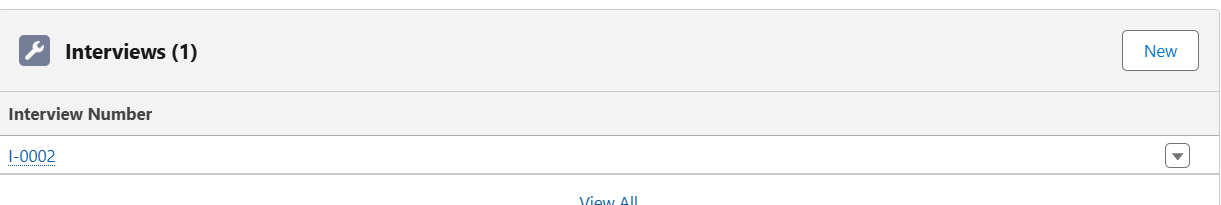 Interviews (1)
New
Interview Number
I-0002
View All